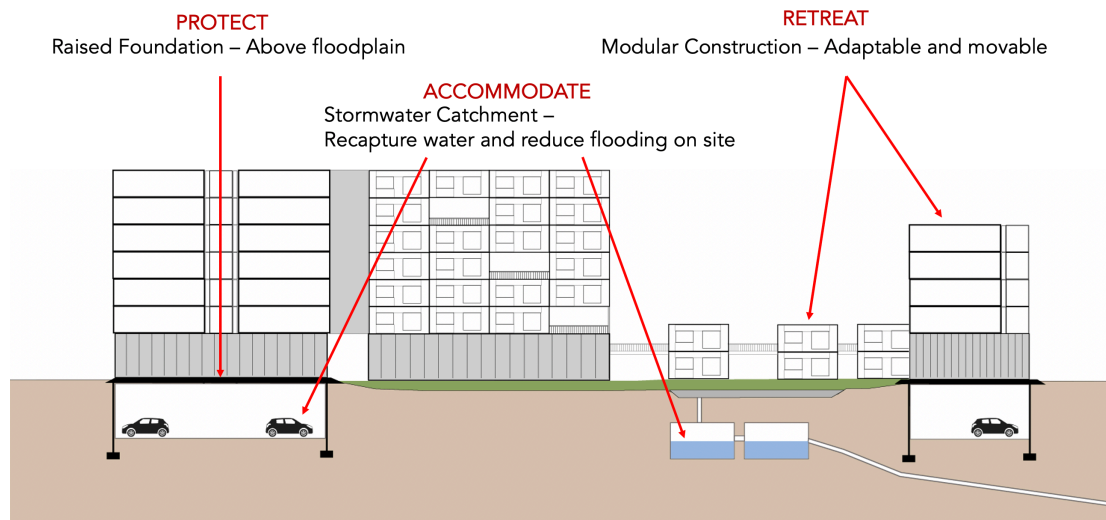 PROTECT
Raised Foundation – Above floodplain
RETREAT
Modular Construction – Adaptable and movable
ACCOMMODATE
Stormwater Catchment –
Recapture water and reduce flooding on site